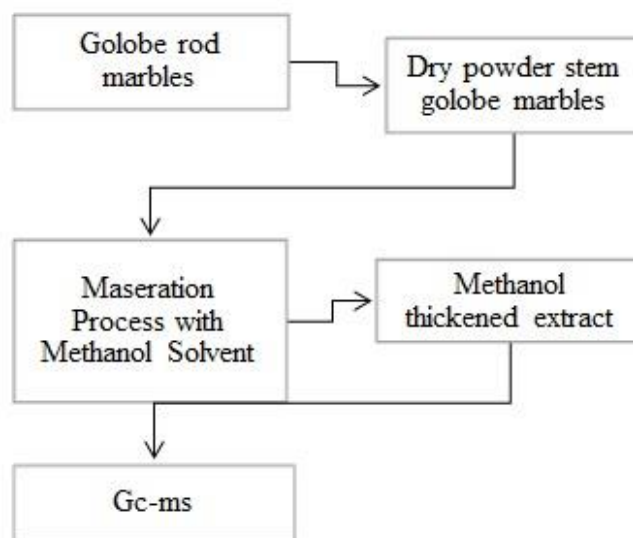 Golobe rod
marbles
Dry powder stem
golobe marbles
Maseration
Process with
Methanol Solvent
Methanol
thickened extract
Gc-ms